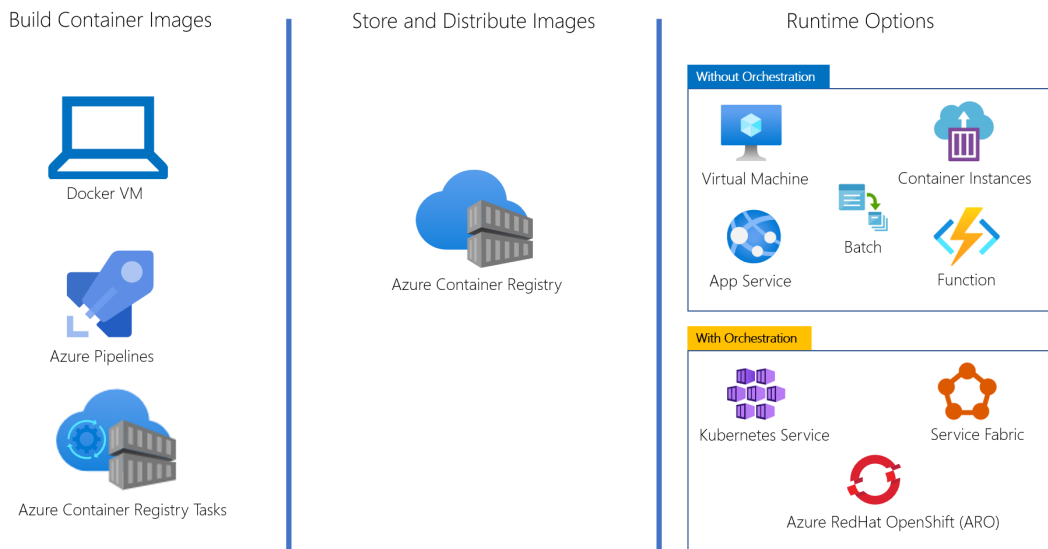 Build Container Images
Docker VM
Azure Pipelines
Azure Container Registry Tasks
Store and Distribute Images
Azure Container Registry
Runtime Options
Without Orchestration
Virtual Machine
Container Instances
Batch
App Service
Function
With Orchestration
Kubernetes Service
Service Fabric
Azure RedHat OpenShift (ARO)